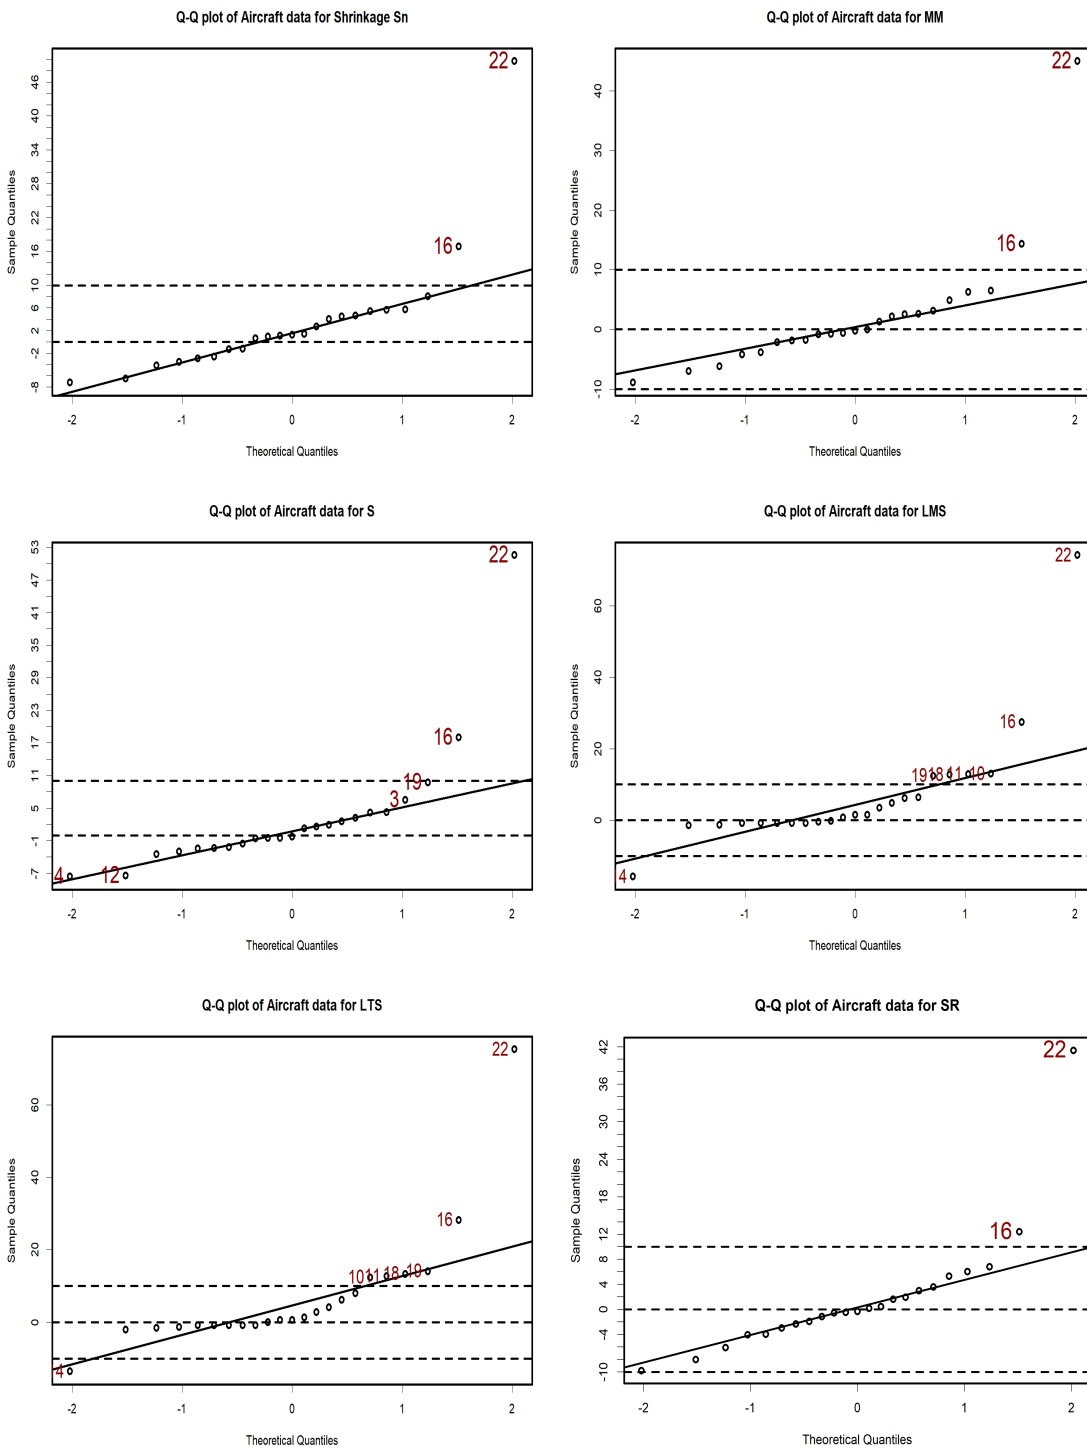 Q-Q plot of Aircraft data for Shrinkage Sn
Sample Quantiles
46
40
34
28
22
16
10
6
2
-2
-8
22
16
-2 -1 0 1 2
Theoretical Quantiles
Q-Q plot of Aircraft data for MM
Sample Quantiles
40
30
20
10
0
-10
22
16
-2 -1 0 1 2
Theoretical Quantiles
Q-Q plot of Aircraft data for S
Sample Quantiles
53
47
41
35
29
23
17
11
5
-1
-7
22
16
19
3
4 12
-2 -1 0 1 2
Theoretical Quantiles
Q-Q plot of Aircraft data for LMS
Sample Quantiles
60
40
20
0
22
16
19 18 11 10
4
-2 -1 0 1 2
Theoretical Quantiles
Q-Q plot of Aircraft data for LTS
Sample Quantiles
60
40
20
0
22
16
10 11 18 19
4
-2 -1 0 1 2
Theoretical Quantiles
Q-Q plot of Aircraft data for SR
Sample Quantiles
42
36
30
24
18
12
8
4
0
-4
-10
22
16
-2 -1 0 1 2
Theoretical Quantiles